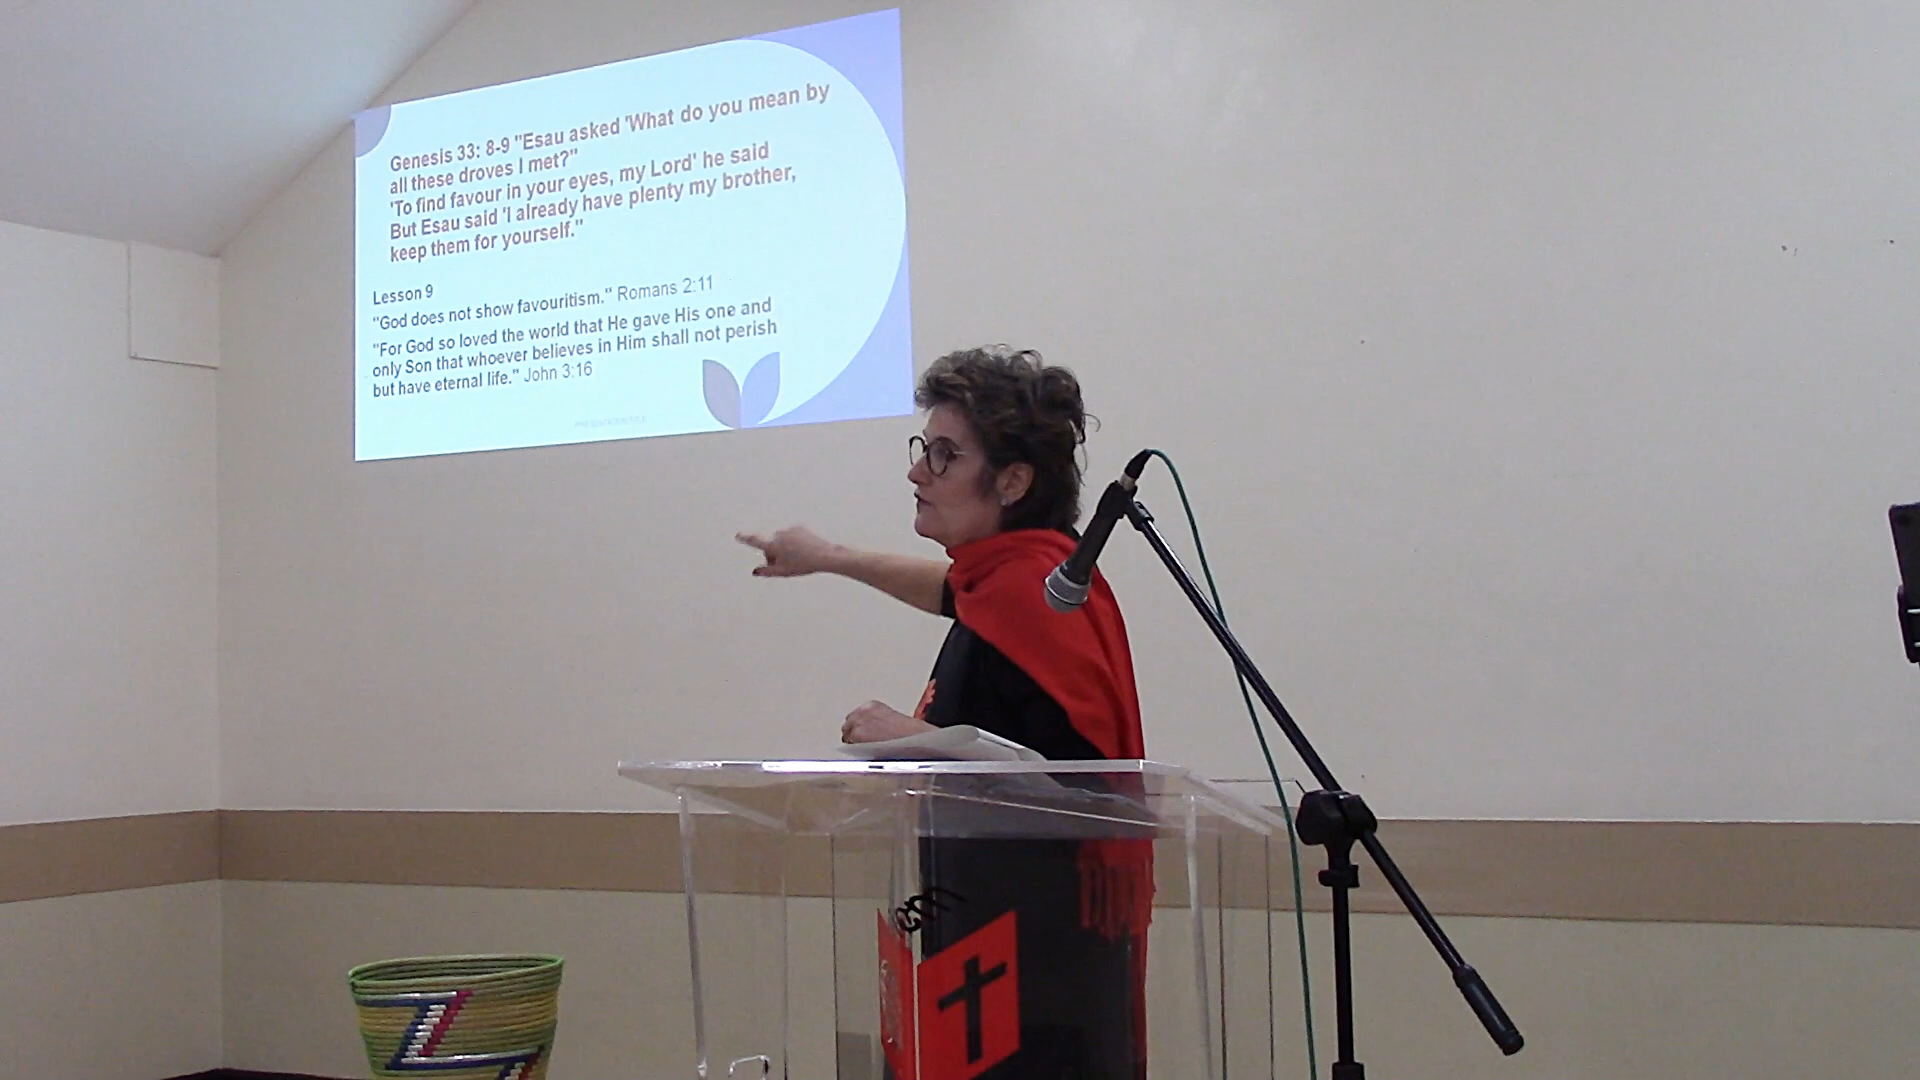 Genesis 33: 8-9 "Esau asked 'What do you mean by
all these droves I met?"
'To find favour in your eyes, my Lord' he said
But Esau said 'I already have plenty my brother,
keep them for yourself."
Lesson 9
"God does not show favouritism." Romans 2:11
"For God so loved the world that He gave His one and
only Son that whoever believes in Him shall not perish
but have eternal life." John 3:16
PRESENTATION TITLE